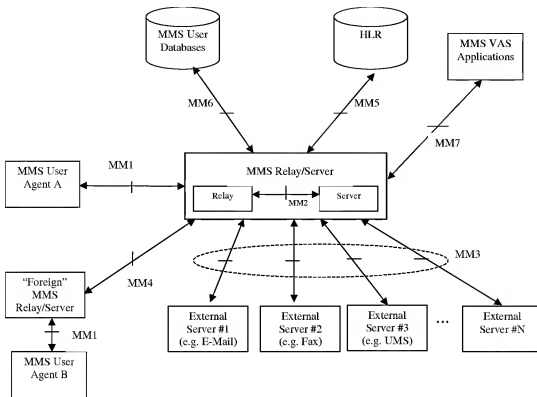 MMS User
Databases
HLR
MMS VAS
Applications
MM6
MM5
MM7
MMS Relay/Server
MM1
MMS User
Agent A
Relay
MM2
Server
MM4
MM3
"Foreign"
MMS
Relay/Server
MM1
MMS User
Agent B
External
Server #1
(e.g. E-Mail)
External
Server #2
(e.g. Fax)
External
Server #3
(e.g. UMS)
...
External
Server #N